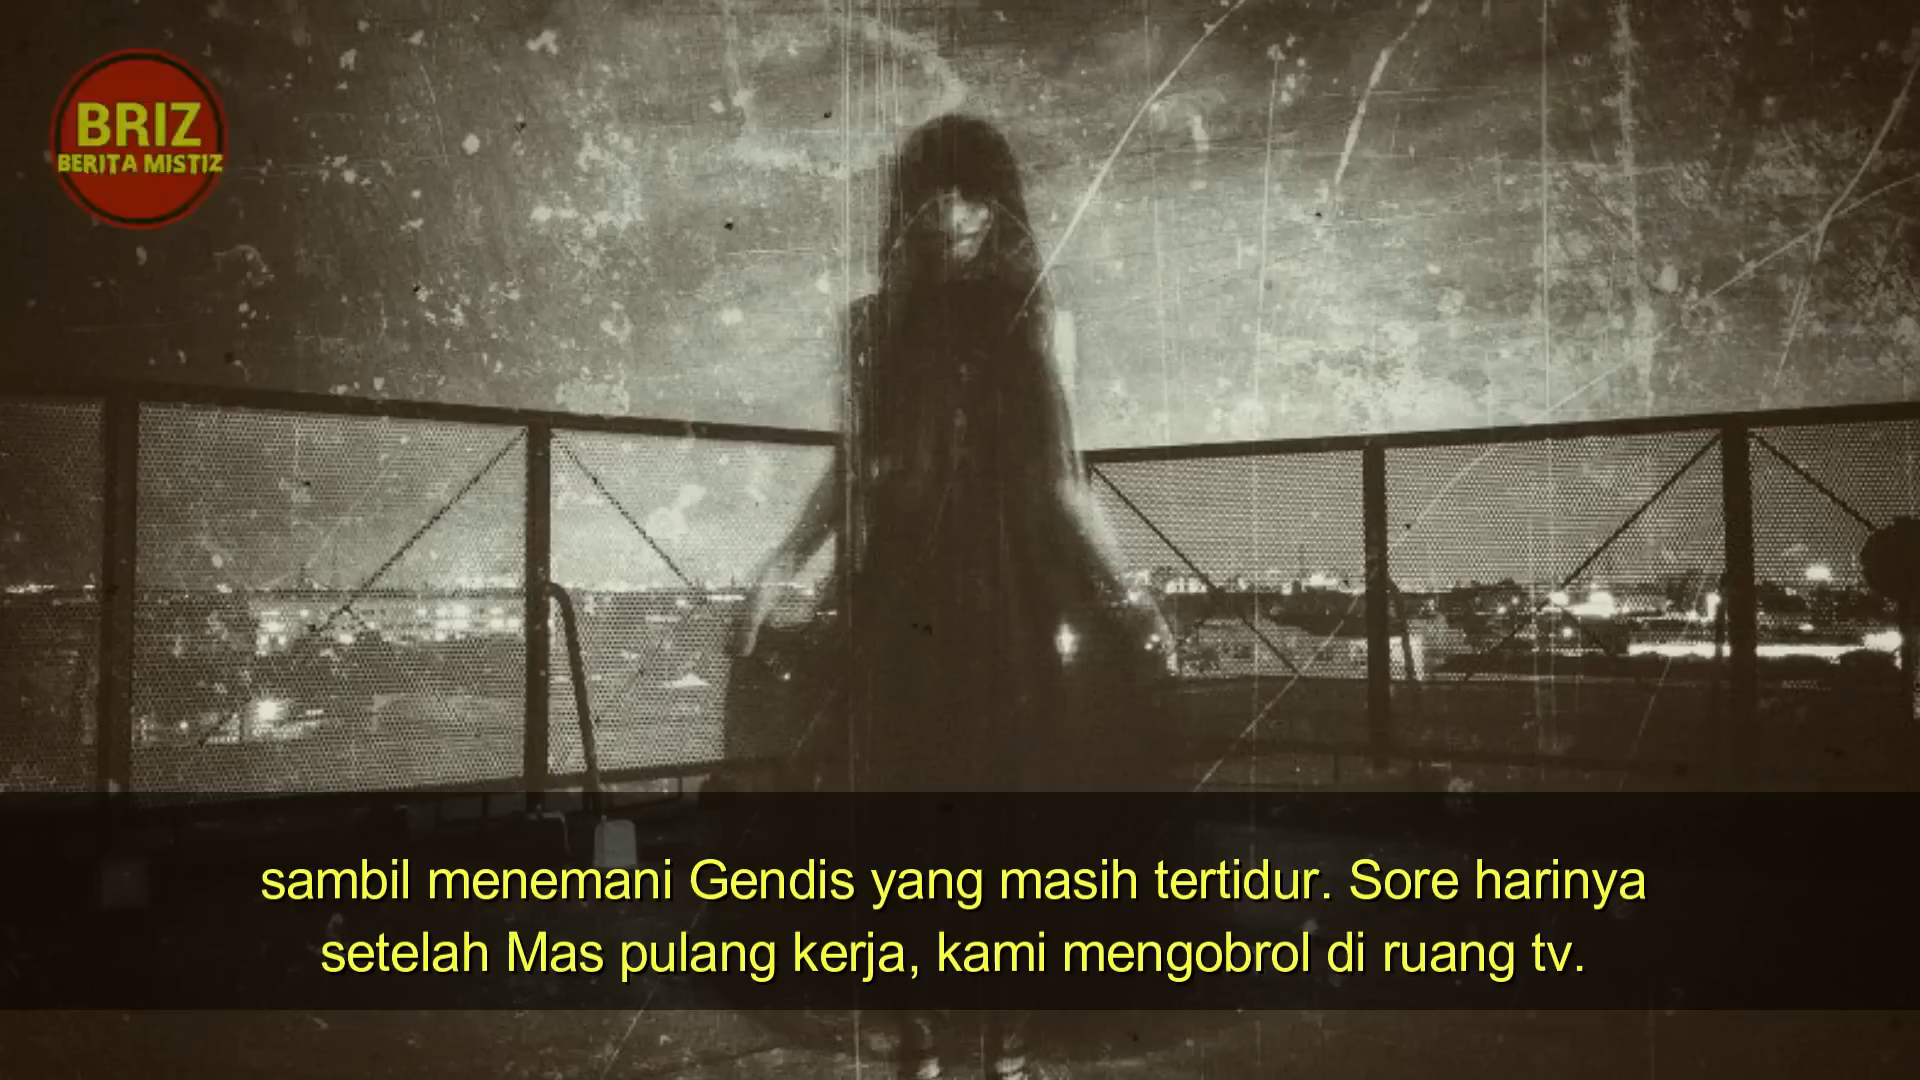 BRIZ
BERITA MISTIZ
sambil menemani Gendis yang masih tertidur. Sore harinya
setelah Mas pulang kerja, kami mengobrol di ruang tv.